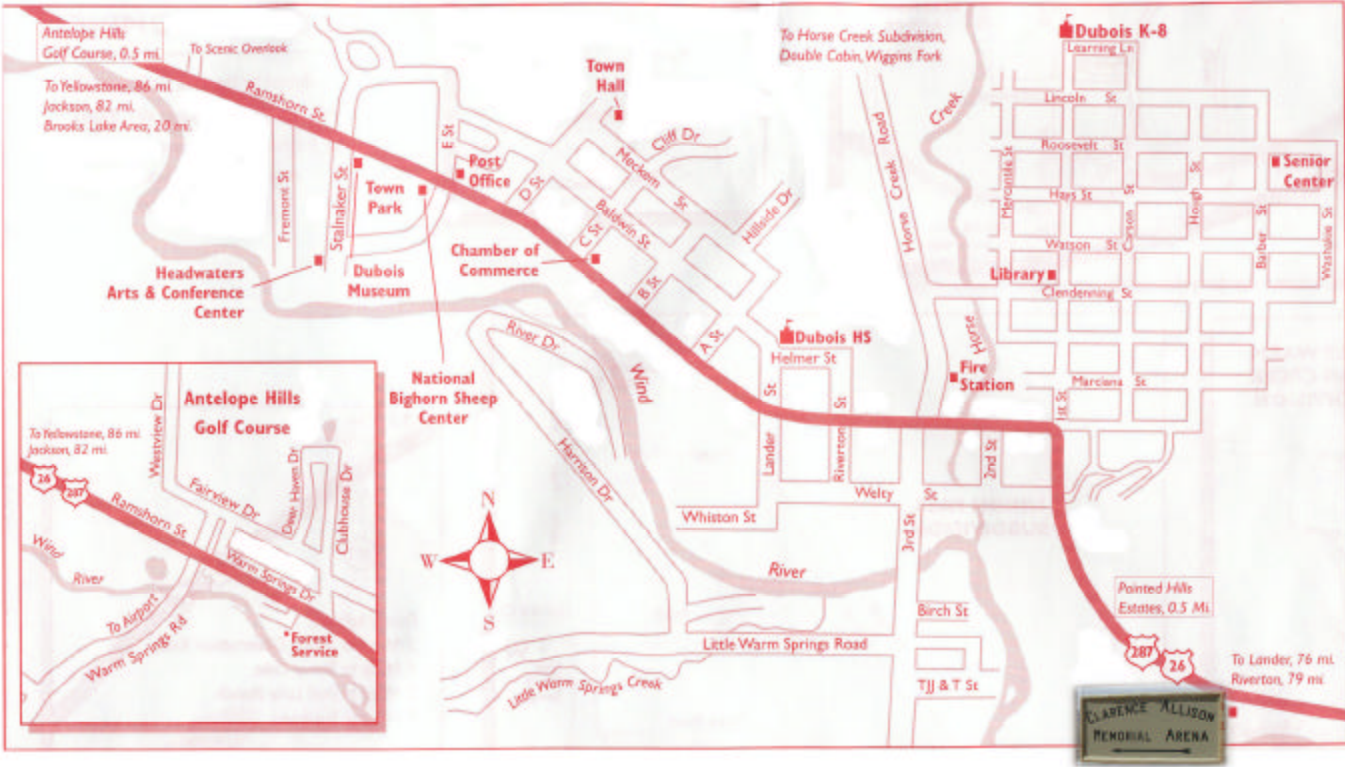 Antelope Hills
Golf Course, 0.5 mi.
To Scenic Overlook
To Yellowstone, 86 mi.
Jackson, 82 mi.
Brooks Lake Area, 20 mi.
Ramshorn St.
Fremont St
Stalnaker St
E St
Town
Park
Post
Office
Town
Hall
Cliff Dr
Meckem St
D St
Baldwin St
C St
Hillside Dr
B St
A St
Chamber of
Commerce
Headwaters
Arts & Conference
Center
Dubois
Museum
National
Bighorn Sheep
Center
To Horse Creek Subdivision,
Double Cabin, Wiggins Fork
Horse Creek Road
Creek
Horse
Dubois K-8
Learning Ln
Lincoln St
Roosevelt St
Hays St
Watson St
Clendenning St
Marciana St
Mercantile St
Carson St
Hough St
Barber St
Washakie St
Senior
Center
Library
Fire
Station
1st St
2nd St
3rd St
Dubois HS
Helmer St
Lander St
Riverton St
Welty St
Whiston St
River Dr
Harrison Dr
Wind
River
N
W
E
S
Birch St
Little Warm Springs Road
TJJ & T St
Little Warm Springs Creek
Painted Hills
Estates, 0.5 Mi.
287
26
To Lander, 76 mi.
Riverton, 79 mi.
CLARENCE ALLISON
MEMORIAL ARENA
Antelope Hills
Golf Course
To Yellowstone, 86 mi.
Jackson, 82 mi.
26
287
Westview Dr
Fairview Dr
Deer Haven Dr
Clubhouse Dr
Ramshorn St
Warm Springs Dr
Wind
River
To Airport
Warm Springs Rd
Forest
Service